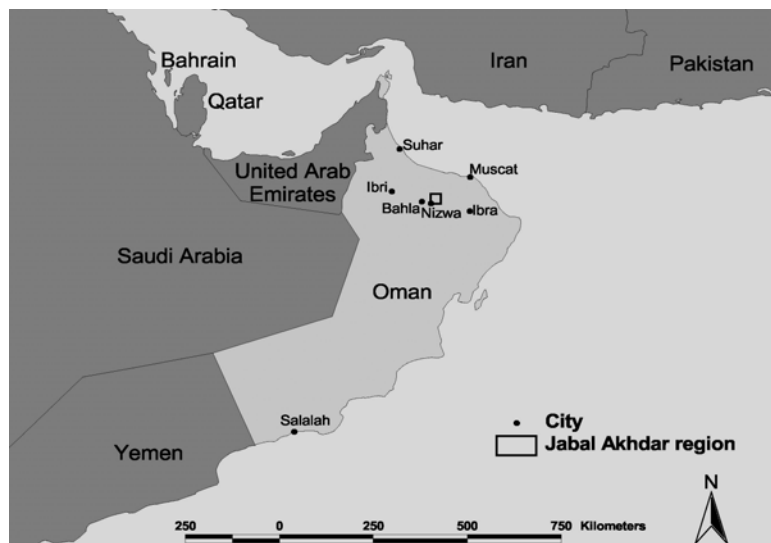 Bahrain
Iran
Pakistan
Qatar
Suhar
United Arab
Emirates
Muscat
Ibri
Bahla
Nizwa
Ibra
Saudi Arabia
Oman
Salalah
City
Jabal Akhdar region
Yemen
N
250 0 250 500 750 Kilometers